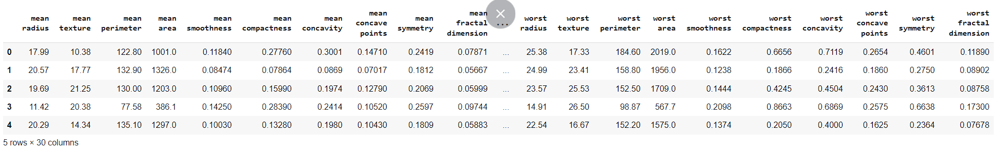 mean radius mean texture mean perimeter mean area mean smoothness mean compactness mean concavity mean concave points mean symmetry mean fractal dimension ... worst radius worst texture worst perimeter worst area worst smoothness worst compactness worst concavity worst concave points worst symmetry worst fractal dimension
0 17.99 10.38 122.80 1001.0 0.11840 0.27760 0.3001 0.14710 0.2419 0.07871 ... 25.38 17.33 184.60 2019.0 0.1622 0.6656 0.7119 0.2654 0.4601 0.11890
1 20.57 17.77 132.90 1326.0 0.08474 0.07864 0.0869 0.07017 0.1812 0.05667 ... 24.99 23.41 158.80 1956.0 0.1238 0.1866 0.2416 0.1860 0.2750 0.08902
2 19.69 21.25 130.00 1203.0 0.10960 0.15990 0.1974 0.12790 0.2069 0.05999 ... 23.57 25.53 152.50 1709.0 0.1444 0.4245 0.4504 0.2430 0.3613 0.08758
3 11.42 20.38 77.58 386.1 0.14250 0.28390 0.2414 0.10520 0.2597 0.09744 ... 14.91 26.50 98.87 567.7 0.2098 0.8663 0.6869 0.2575 0.6638 0.17300
4 20.29 14.34 135.10 1297.0 0.10030 0.13280 0.1980 0.10430 0.1809 0.05883 ... 22.54 16.67 152.20 1575.0 0.1374 0.2050 0.4000 0.1625 0.2364 0.07678
5 rows × 30 columns